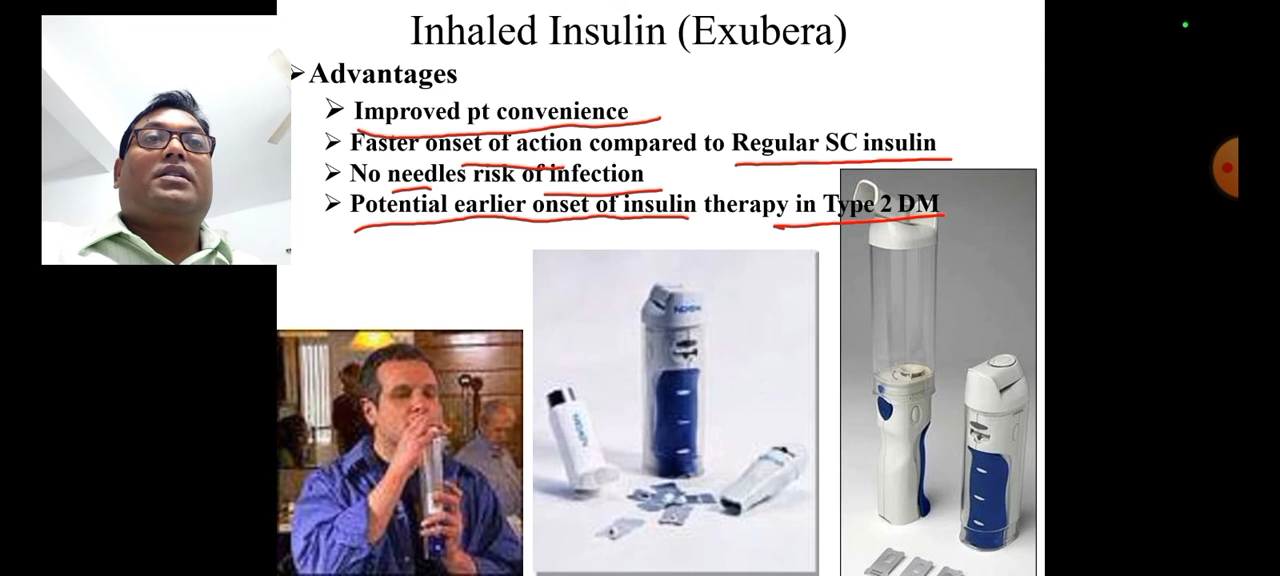 Inhaled Insulin (Exubera)
Advantages
Improved pt convenience
Faster onset of action compared to Regular SC insulin
No needles risk of infection
Potential earlier onset of insulin therapy in Type 2 DM